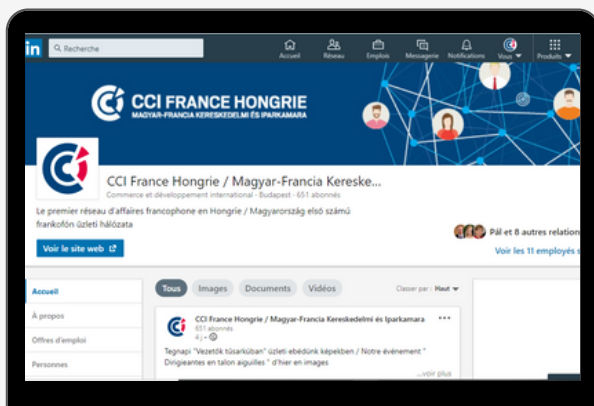 in Recherche Accueil Réseau Emplois Messagerie Notifications Vous Produits
CCI FRANCE HONGRIE
MAGYAR-FRANCIA KERESKEDELMI ÉS IPARKAMARA
CCI France Hongrie / Magyar-Francia Kereske...
Commerce et développement international - Budapest - 651 abonnés
Le premier réseau d'affaires francophone en Hongrie / Magyarország első számú
frankofón üzleti hálózata
Pál et 8 autres relation
Voir le site web
Voir les 11 employés s
Accueil
À propos
Offres d'emploi
Personnes
Tous Images Documents Vidéos Classer par : Haut
CCI France Hongrie / Magyar-Francia Kereskedelmi és Iparkamara
651 abonnés
4 j •
Tegnapi "Vezetők tűsarkúban" üzleti ebédünk képekben / Notre événement "
Dirigeantes en talon aiguilles " d'hier en images
...voir plus